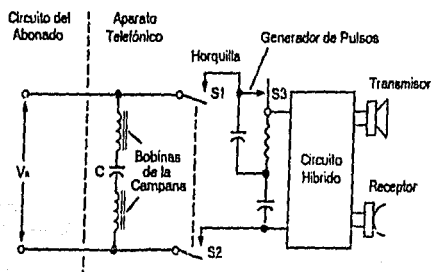 Circuito del
Abonado
Aparato
Telefónico
Horquilla
Generador de Pulsos
S1
S3
Transmisor
Bobinas
de la
Campana
C
Circuito
Híbrido
Receptor
S2